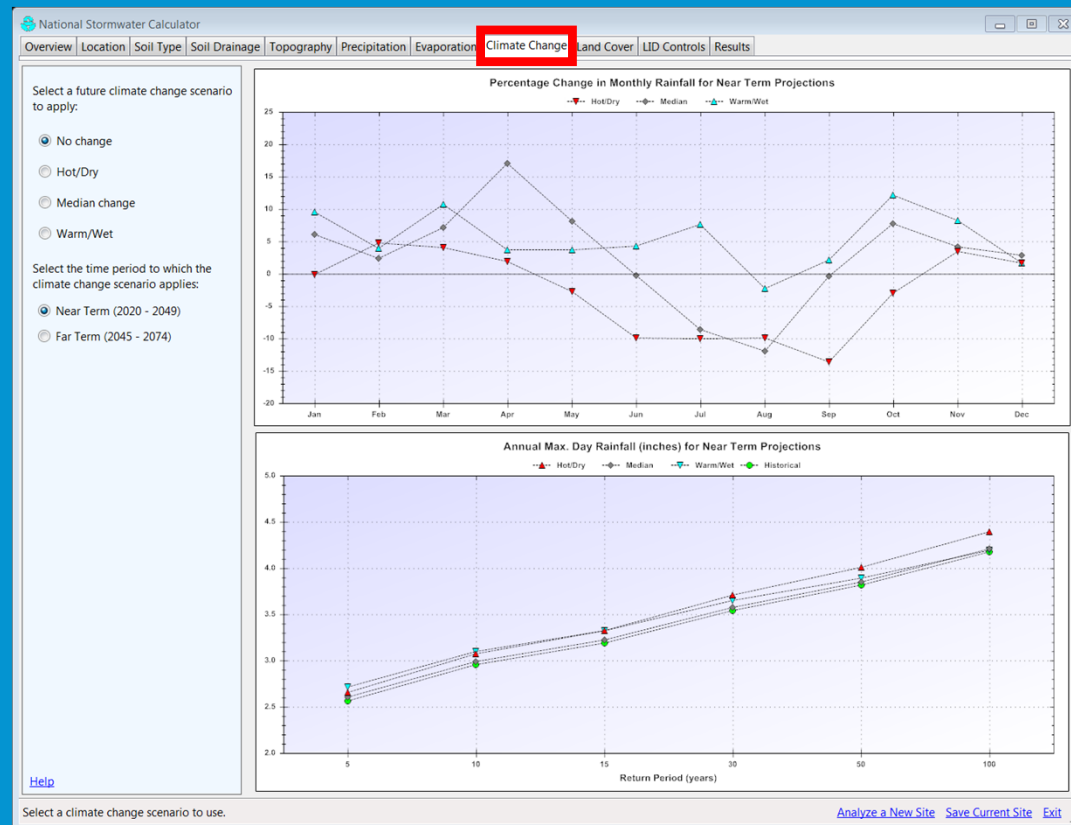 National Stormwater Calculator
Overview Location Soil Type Soil Drainage Topography Precipitation Evaporation Climate Change Land Cover LID Controls Results
Select a future climate change scenario
to apply:
No change
Hot/Dry
Median change
Warm/Wet
Select the time period to which the
climate change scenario applies:
Near Term (2020 - 2049)
Far Term (2045 - 2074)
Help
Percentage Change in Monthly Rainfall for Near Term Projections
Hot/Dry Median Warm/Wet
25
20
15
10
5
0
-5
-10
-15
-20
Jan Feb Mar Apr May Jun Jul Aug Sep Oct Nov Dec
Annual Max. Day Rainfall (inches) for Near Term Projections
Hot/Dry Median Warm/Wet Historical
5.0
4.5
4.0
3.5
3.0
2.5
2.0
5 10 15 30 50 100
Return Period (years)
Select a climate change scenario to use.
Analyze a New Site Save Current Site Exit